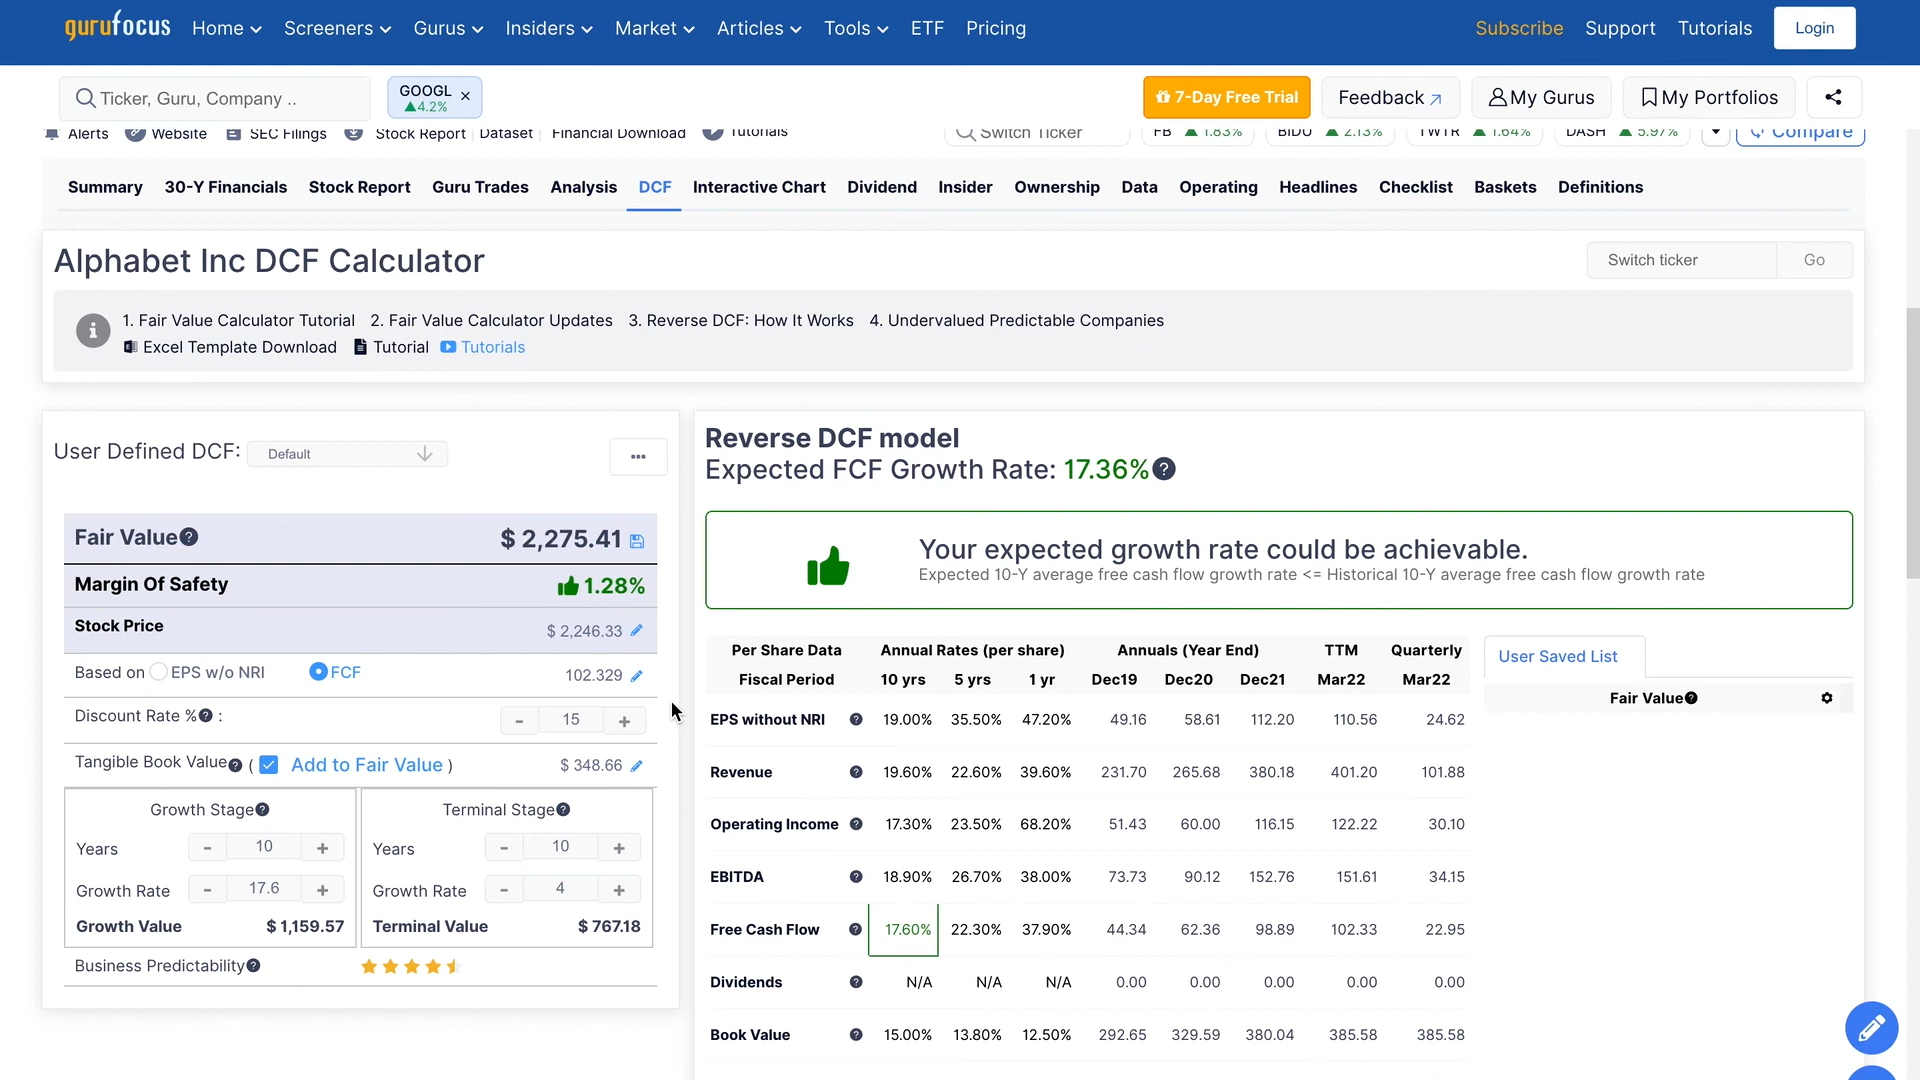 gurufocus Home Screeners Gurus Insiders Market Articles Tools ETF Pricing Subscribe Support Tutorials Login
Ticker, Guru, Company .. GOOGL × 4.2% 7-Day Free Trial Feedback My Gurus My Portfolios
Alerts Website SEC Filings Stock Report Dataset Financial Download Tutorials Switch Ticker FB 1.83% BIDU 2.13% TWTR 1.64% DASH 5.97% Compare
Summary 30-Y Financials Stock Report Guru Trades Analysis DCF Interactive Chart Dividend Insider Ownership Data Operating Headlines Checklist Baskets Definitions
Alphabet Inc DCF Calculator Switch ticker Go
1. Fair Value Calculator Tutorial 2. Fair Value Calculator Updates 3. Reverse DCF: How It Works 4. Undervalued Predictable Companies
Excel Template Download Tutorial Tutorials
User Defined DCF: Default ...
Fair Value $ 2,275.41
Margin Of Safety 1.28%
Stock Price $ 2,246.33
Based on EPS w/o NRI FCF 102.329
Discount Rate % : - 15 +
Tangible Book Value ( Add to Fair Value ) $ 348.66
Growth Stage
Years - 10 +
Growth Rate - 17.6 +
Growth Value $ 1,159.57
Terminal Stage
Years - 10 +
Growth Rate - 4 +
Terminal Value $ 767.18
Business Predictability
Reverse DCF model
Expected FCF Growth Rate: 17.36%
Your expected growth rate could be achievable.
Expected 10-Y average free cash flow growth rate <= Historical 10-Y average free cash flow growth rate
Per Share Data Annual Rates (per share) Annuals (Year End) TTM Quarterly
Fiscal Period 10 yrs 5 yrs 1 yr Dec19 Dec20 Dec21 Mar22 Mar22
EPS without NRI 19.00% 35.50% 47.20% 49.16 58.61 112.20 110.56 24.62
Revenue 19.60% 22.60% 39.60% 231.70 265.68 380.18 401.20 101.88
Operating Income 17.30% 23.50% 68.20% 51.43 60.00 116.15 122.22 30.10
EBITDA 18.90% 26.70% 38.00% 73.73 90.12 152.76 151.61 34.15
Free Cash Flow 17.60% 22.30% 37.90% 44.34 62.36 98.89 102.33 22.95
Dividends N/A N/A N/A 0.00 0.00 0.00 0.00 0.00
Book Value 15.00% 13.80% 12.50% 292.65 329.59 380.04 385.58 385.58
User Saved List
Fair Value